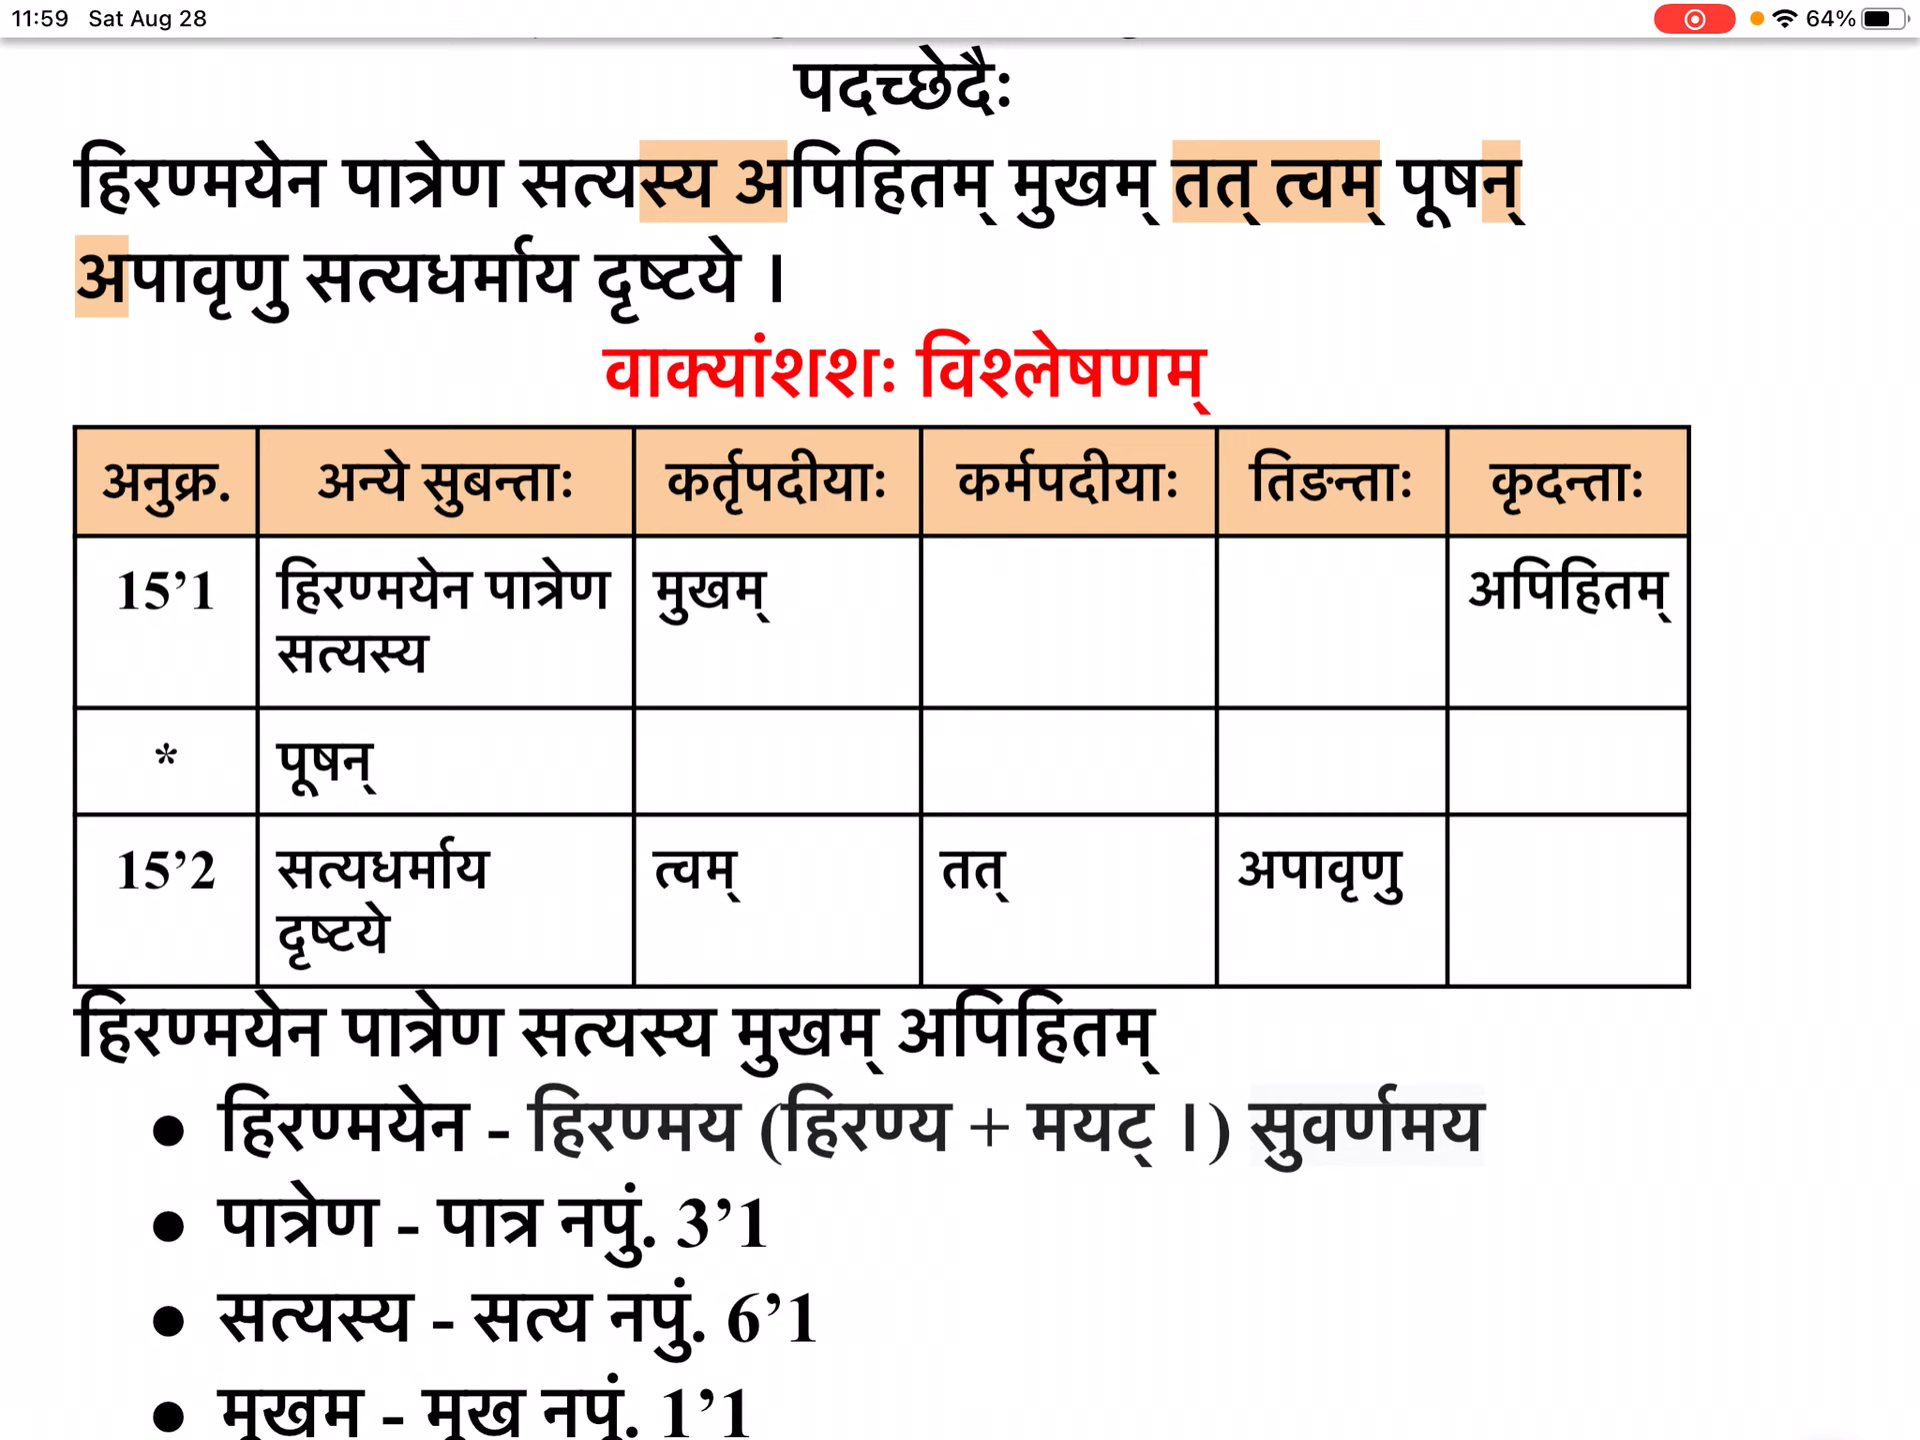 11:59 Sat Aug 28 64%
पदच्छेदैः
हिरण्मयेन पात्रेण सत्यस्य अपिहितम् मुखम् तत् त्वम् पूषन्
अपावृणु सत्यधर्माय दृष्टये ।
वाक्यांशशः विश्लेषणम्
अनुक्र. अन्ये सुबन्ताः कर्तृपदीयाः कर्मपदीयाः तिङन्ताः कृदन्ताः
15’1 हिरण्मयेन पात्रेण मुखम् अपिहितम्
सत्यस्य
* पूषन्
15’2 सत्यधर्माय त्वम् तत् अपावृणु
दृष्टये
हिरण्मयेन पात्रेण सत्यस्य मुखम् अपिहितम्
● हिरण्मयेन - हिरण्मय (हिरण्य + मयट् ।) सुवर्णमय
● पात्रेण - पात्र नपुं. 3’1
● सत्यस्य - सत्य नपुं. 6’1
● मुखम - मुख नपुं. 1’1